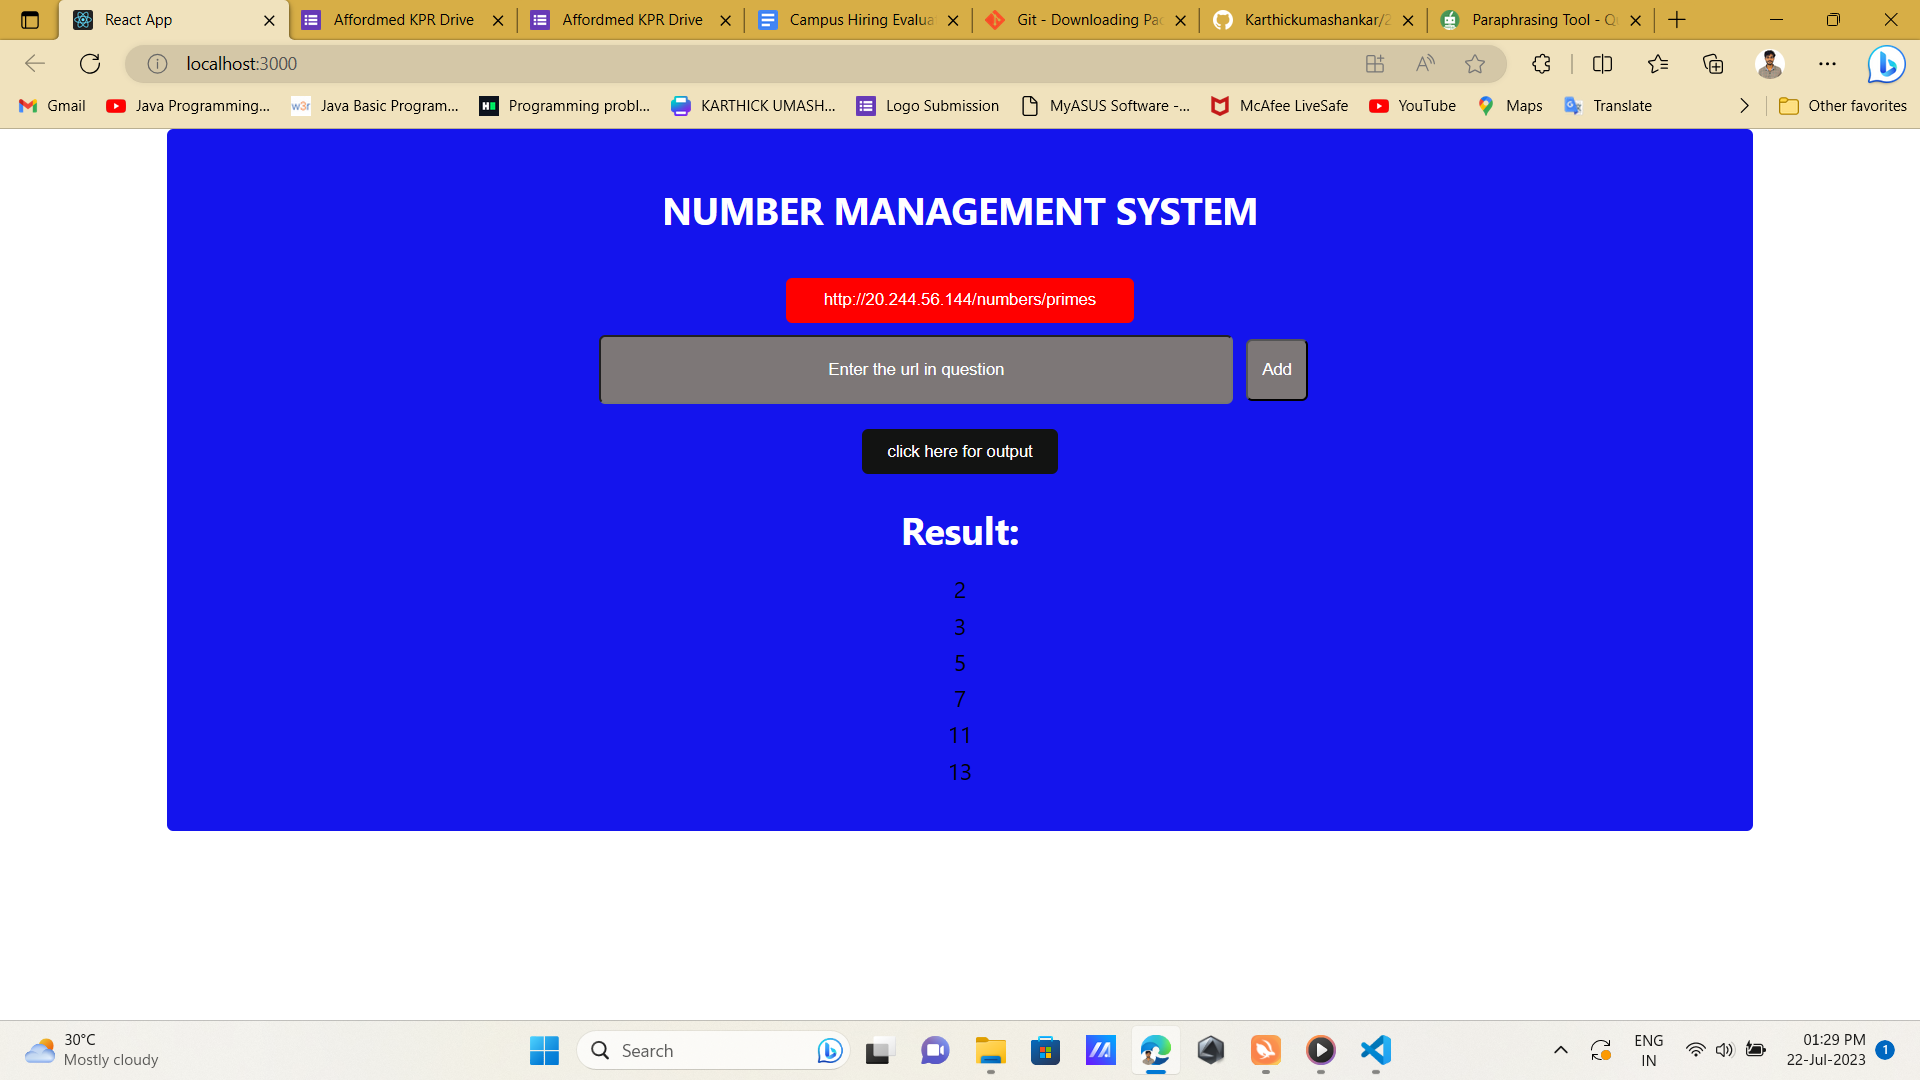 React App
Affordmed KPR Drive
Affordmed KPR Drive
Campus Hiring Evalua
Git - Downloading Pac
Karthickumashankar/2
Paraphrasing Tool - Q
localhost:3000
Gmail
Java Programming...
w3r
Java Basic Program...
Programming probl...
KARTHICK UMASH...
Logo Submission
MyASUS Software -...
McAfee LiveSafe
YouTube
Maps
Translate
Other favorites
NUMBER MANAGEMENT SYSTEM
http://20.244.56.144/numbers/primes
Enter the url in question
Add
click here for output
Result:
2
3
5
7
11
13
30°C
Mostly cloudy
Search
ENG
IN
01:29 PM
22-Jul-2023
1